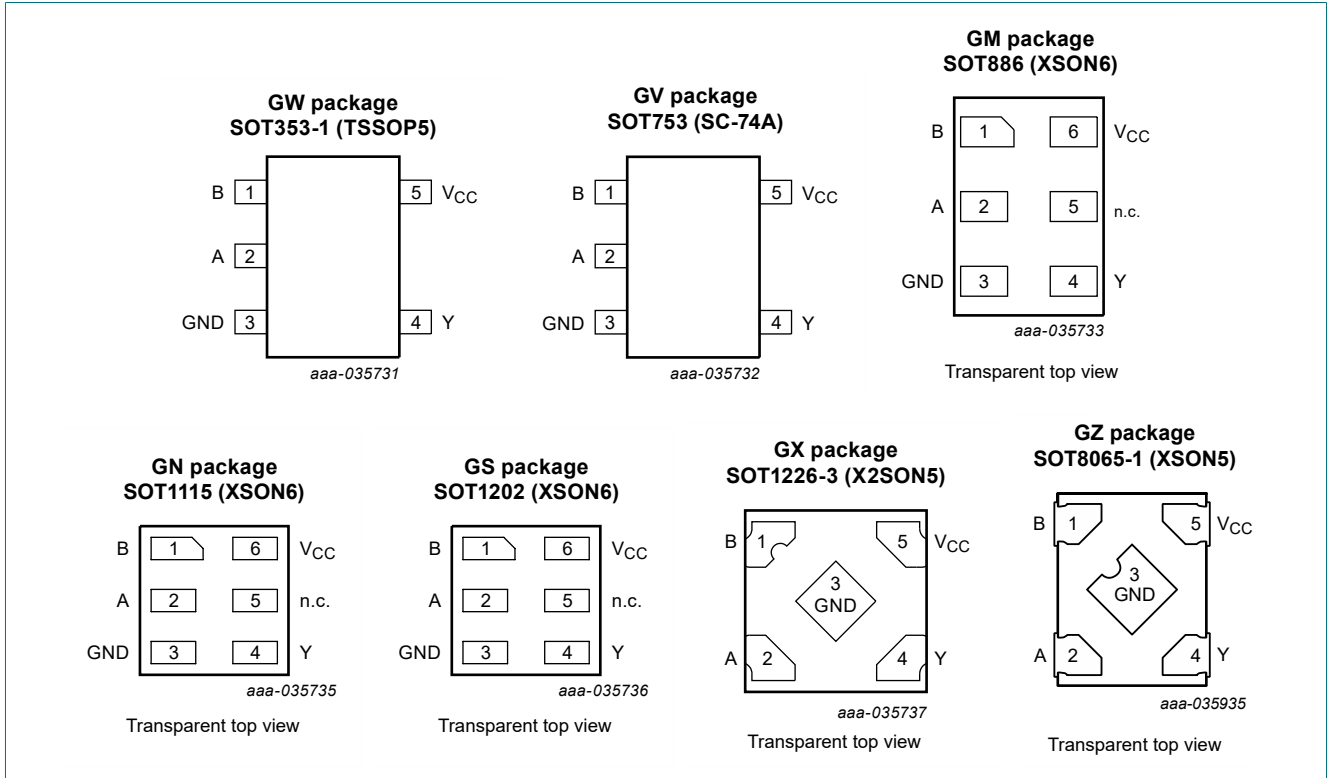 GW package
SOT353-1 (TSSOP5)
B 1 5 VCC
A 2
GND 3 4 Y
aaa-035731
GV package
SOT753 (SC-74A)
B 1 5 VCC
A 2
GND 3 4 Y
aaa-035732
GM package
SOT886 (XSON6)
B 1 6 VCC
A 2 5 n.c.
GND 3 4 Y
aaa-035733
Transparent top view
GN package
SOT1115 (XSON6)
B 1 6 VCC
A 2 5 n.c.
GND 3 4 Y
aaa-035735
Transparent top view
GS package
SOT1202 (XSON6)
B 1 6 VCC
A 2 5 n.c.
GND 3 4 Y
aaa-035736
Transparent top view
GX package
SOT1226-3 (X2SON5)
B 1 5 VCC
3
GND
A 2 4 Y
aaa-035737
Transparent top view
GZ package
SOT8065-1 (XSON5)
B 1 5 VCC
3
GND
A 2 4 Y
aaa-035935
Transparent top view